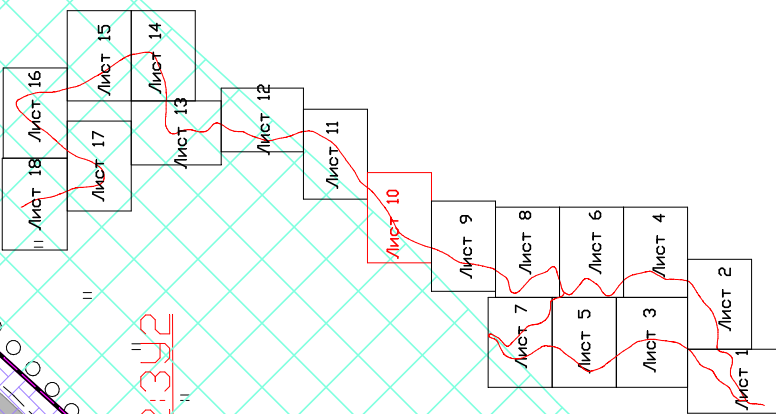 Лист 15
Лист 14
Лист 16
Лист 12
Лист 13
Лист 11
Лист 17
Лист 18
Лист 10
Лист 9
Лист 8
Лист 6
Лист 4
Лист 2
Лист 7
Лист 5
Лист 3
Лист 1
:ЗУ2